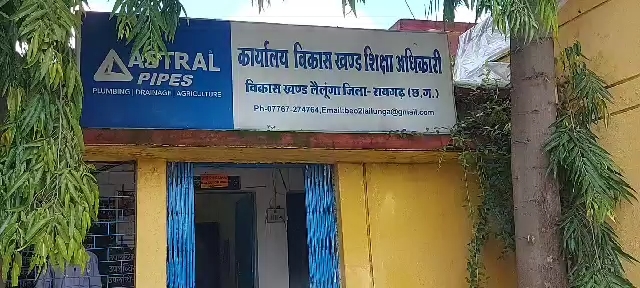 ASTRAL
PIPES
PLUMBING | DRAINAGE | AGRICULTURE
कार्यालय विकास खण्ड शिक्षा अधिकारी
विकास खण्ड लैलूंगा जिला- रायगढ़ (छ.ग.)
Ph-07767-274764,Email:beo2lailunga@gmail.com